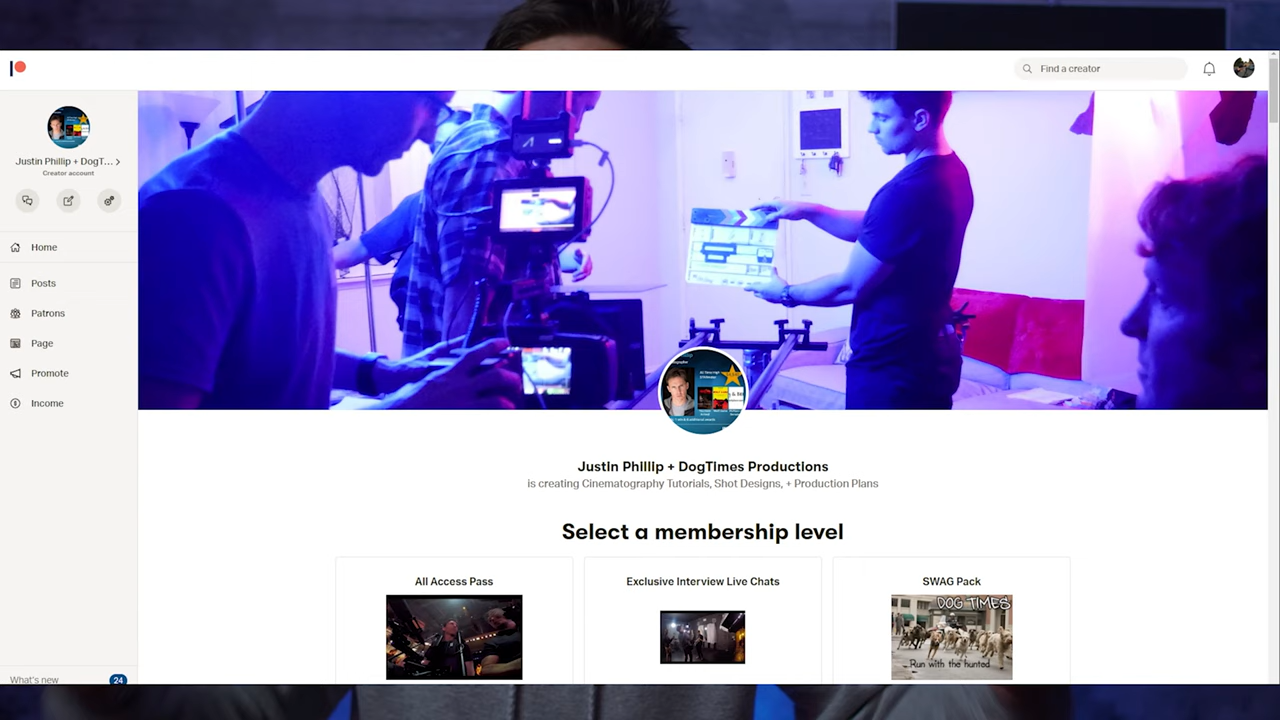 Find a creator
Justin Phillip + DogT...
Creator account
Home
Posts
Patrons
Page
Promote
Income
What's new
24
Justin Phillip + DogTimes Productions
is creating Cinematography Tutorials, Shot Designs, + Production Plans
Select a membership level
All Access Pass
Exclusive Interview Live Chats
SWAG Pack
DOG TIMES
Run with the hunted